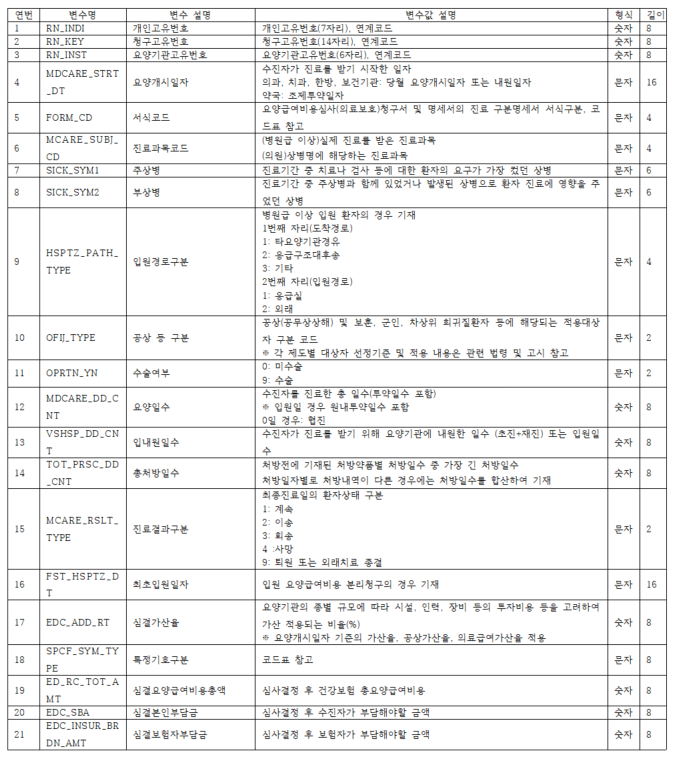 연번 변수명 변수 설명 변수값 설명 형식 길이
1 RN_INDI 개인고유번호 개인고유번호(7자리), 연계코드 숫자 8
2 RN_KEY 청구고유번호 청구고유번호(14자리), 연계코드 숫자 8
3 RN_INST 요양기관고유번호 요양기관고유번호(6자리), 연계코드 숫자 8
4 MDCARE_STRT_DT 요양개시일자 수진자가 진료를 받기 시작한 일자
의과, 치과, 한방, 보건기관: 당월 요양개시일자 또는 내원일자
약국: 조제투약일자 문자 16
5 FORM_CD 서식코드 요양급여비용심사(의료보호)청구서 및 명세서의 진료 구분명세서 서식구분, 코
드표 참고 문자 4
6 MCARE_SUBJ_CD 진료과목코드 (병원급 이상)실제 진료를 받은 진료과목
(의원)상병명에 해당하는 진료과목 문자 4
7 SICK_SYM1 주상병 진료기간 중 치료나 검사 등에 대한 환자의 요구가 가장 컸던 상병 문자 6
8 SICK_SYM2 부상병 진료기간 중 주상병과 함께 있었거나 발생된 상병으로 환자 진료에 영향을 주
었던 상병 문자 6
9 HSPTZ_PATH_TYPE 입원경로구분 병원급 이상 입원 환자의 경우 기재
1번째 자리(도착경로)
1: 타요양기관경유
2: 응급구조대후송
3: 기타
2번째 자리(입원경로)
1: 응급실
2: 외래 문자 4
10 OFIJ_TYPE 공상 등 구분 공상(공무상상해) 및 보훈, 군인, 차상위 희귀질환자 등에 해당되는 적용대상
자 구분 코드
※ 각 제도별 대상자 선정기준 및 적용 내용은 관련 법령 및 고시 참고 문자 2
11 OPRTN_YN 수술여부 0: 미수술
9: 수술 문자 2
12 MDCARE_DD_CNT 요양일수 수진자를 진료한 총 일수(투약일수 포함)
※ 입원일 경우 원내투약일수 포함
0일 경우: 협진 숫자 8
13 VSHSP_DD_CNT 입내원일수 수진자가 진료를 받기 위해 요양기관에 내원한 일수 (초진+재진) 또는 입원일
수 숫자 8
14 TOT_PRSC_DD_CNT 총처방일수 처방전에 기재된 처방약품별 처방일수 중 가장 긴 처방일수
처방일자별로 처방내역이 다른 경우에는 처방일수를 합산하여 기재 숫자 8
15 MCARE_RSLT_TYPE 진료결과구분 최종진료일의 환자상태 구분
1: 계속
2: 이송
3: 회송
4 :사망
9: 퇴원 또는 외래치료 종결 문자 2
16 FST_HSPTZ_DT 최초입원일자 입원 요양급여비용 분리청구의 경우 기재 문자 16
17 EDC_ADD_RT 심결가산율 요양기관의 종별 규모에 따라 시설, 인력, 장비 등의 투자비용 등을 고려하여
가산 적용되는 비율(%)
※ 요양개시일자 기준의 가산율, 공상가산율, 의료급여가산율 적용 숫자 8
18 SPCF_SYM_TYPE 특정기호구분 코드표 참고 문자 8
19 ED_RC_TOT_AMT 심결요양급여비용총액 심사결정 후 건강보험 총요양급여비용 숫자 8
20 EDC_SBA 심결본인부담금 심사결정 후 수진자가 부담해야할 금액 숫자 8
21 EDC_INSUR_BRDN_AMT 심결보험자부담금 심사결정 후 보험자가 부담해야할 금액 숫자 8